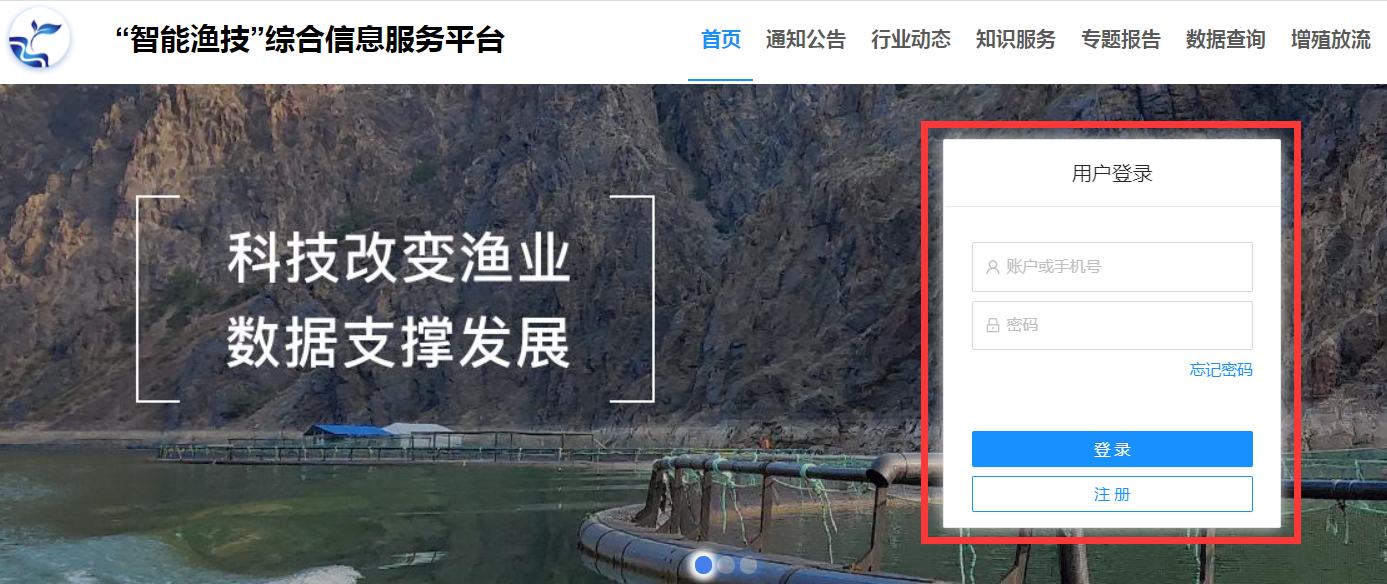 “智能渔技”综合信息服务平台
首页 通知公告 行业动态 知识服务 专题报告 数据查询 增殖放流
科技改变渔业
数据支撑发展
用户登录
账户或手机号
密码
忘记密码
登 录
注 册